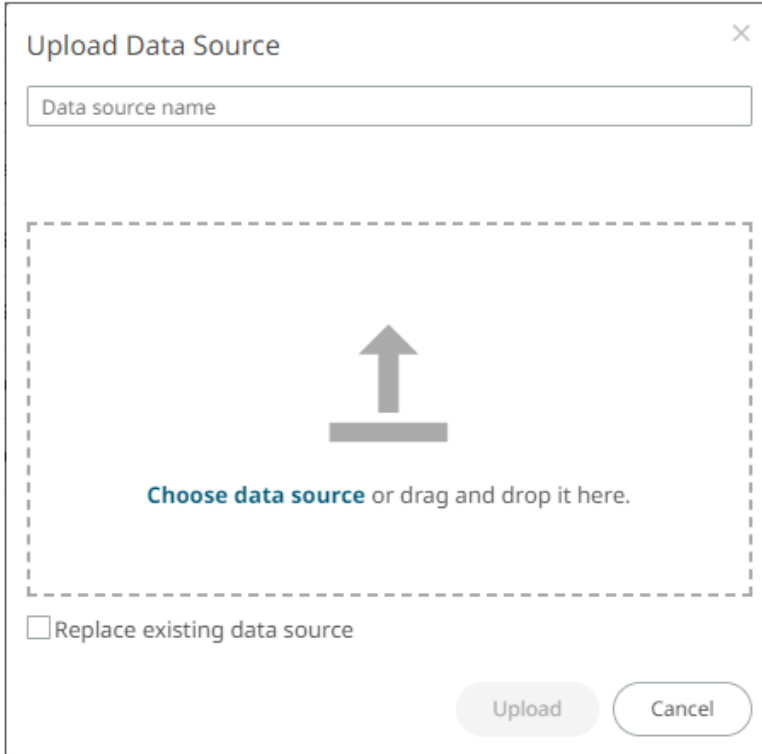 Upload Data Source
Data source name
Choose data source or drag and drop it here.
Replace existing data source
Upload
Cancel